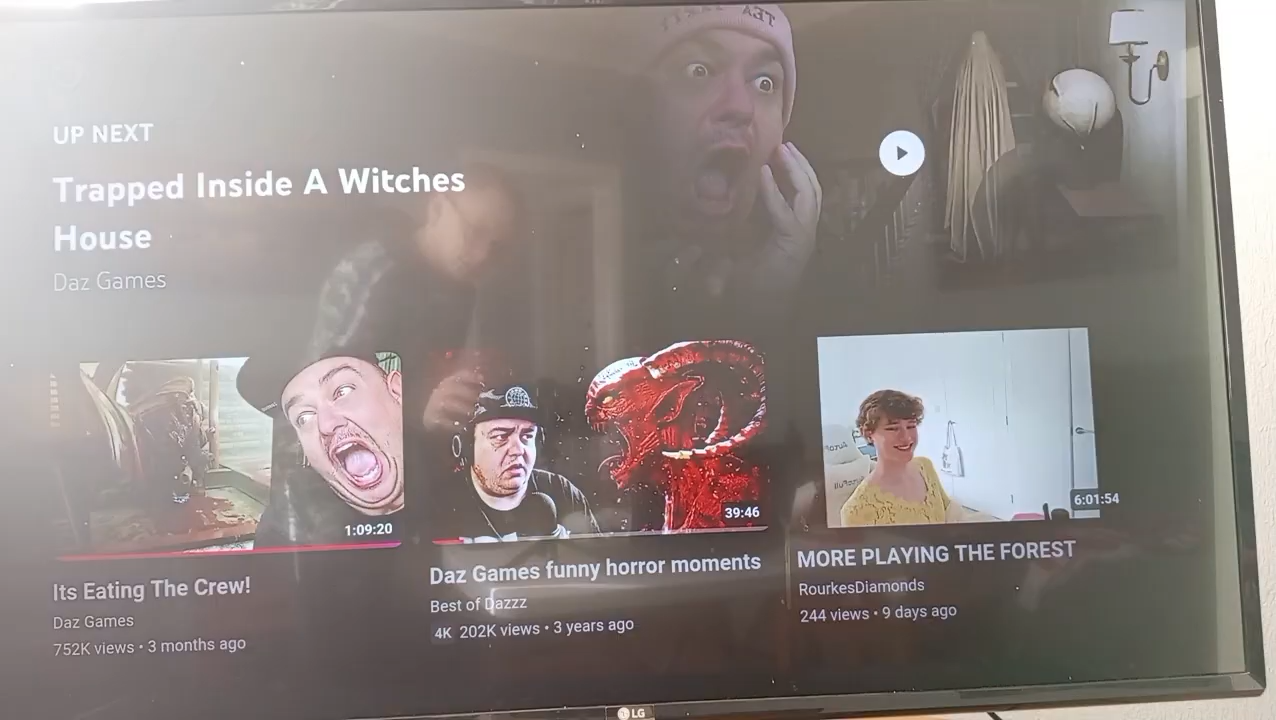 TEA PARTY
UP NEXT
Trapped Inside A Witches
House
Daz Games
1:09:20
39:46
6:01:54
Its Eating The Crew!
Daz Games
752K views • 3 months ago
Daz Games funny horror moments
Best of Dazzz
4K 202K views • 3 years ago
MORE PLAYING THE FOREST
RourkesDiamonds
244 views • 9 days ago
LG